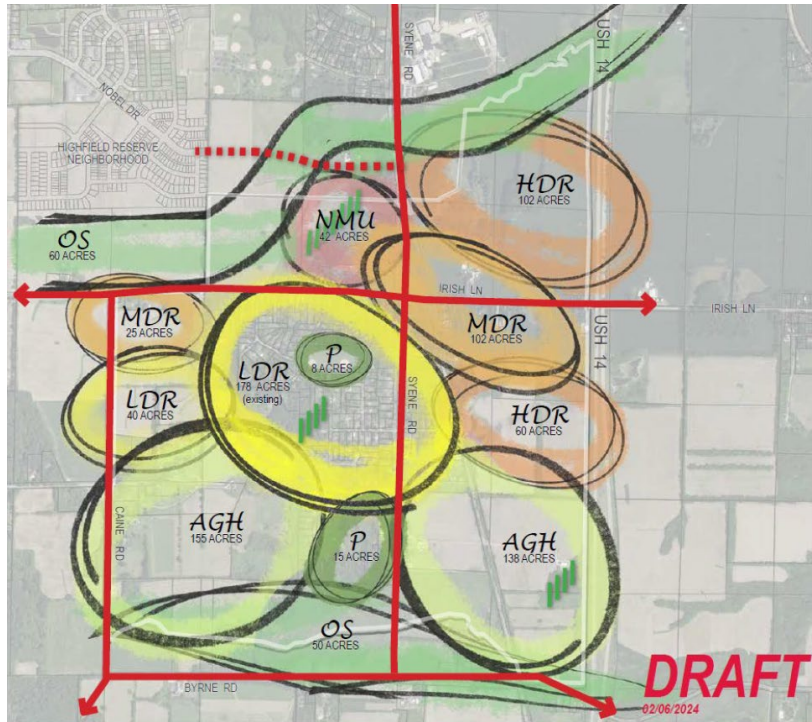 SYENE RD
USH 14
NOBEL DR
HIGHFIELD RESERVE
NEIGHBORHOOD
HDR
102 ACRES
NMU
42 ACRES
OS
60 ACRES
IRISH LN
IRISH LN
MDR
25 ACRES
MDR
102 ACRES
USH 14
P
8 ACRES
LDR
178 ACRES
(existing)
SYENE RD
LDR
40 ACRES
HDR
60 ACRES
CAINE RD
AGH
155 ACRES
P
15 ACRES
AGH
138 ACRES
OS
50 ACRES
BYRNE RD
DRAFT
02/06/2024